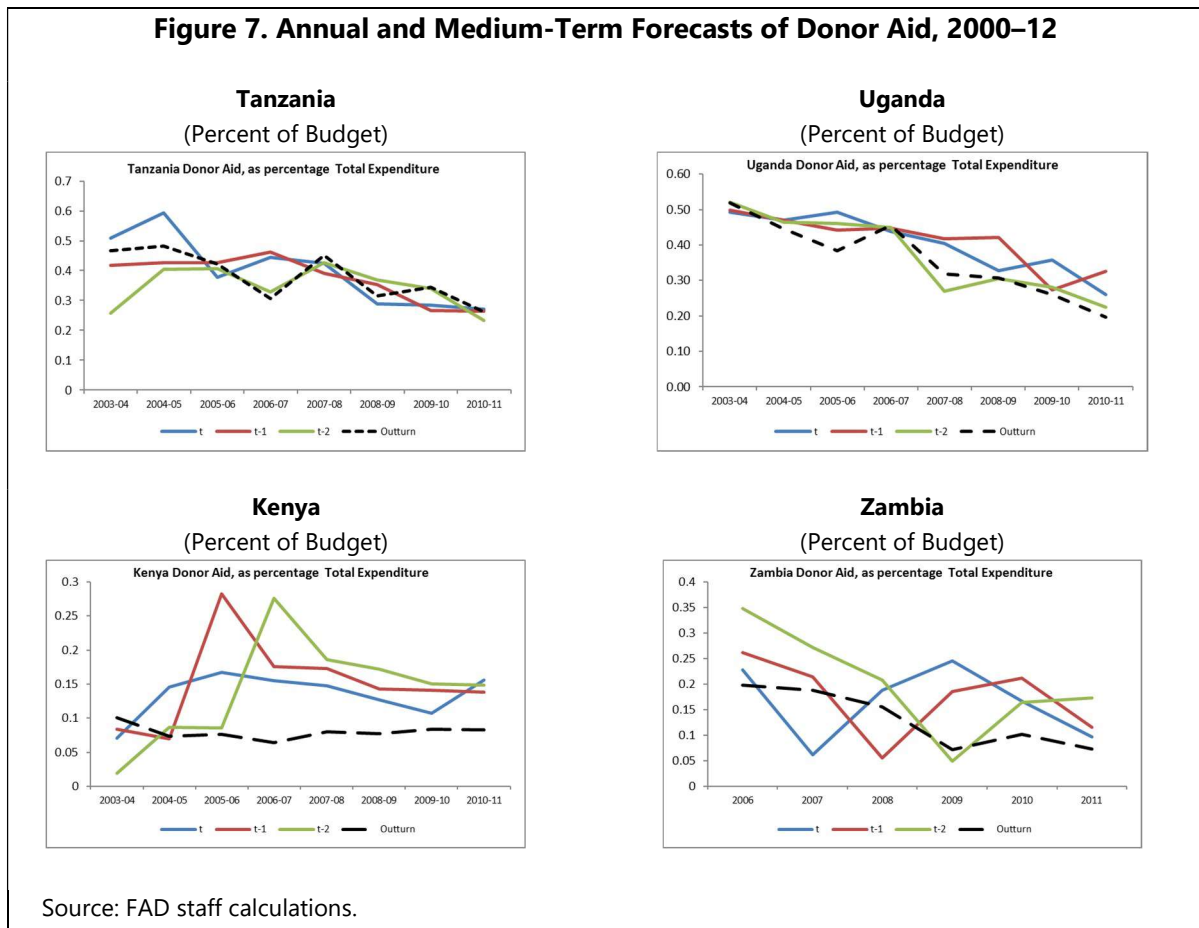 Figure 7. Annual and Medium-Term Forecasts of Donor Aid, 2000–12
Tanzania
(Percent of Budget)
Tanzania Donor Aid, as percentage Total Expenditure
0.7
0.6
0.5
0.4
0.3
0.2
0.1
0
2003-04 2004-05 2005-06 2006-07 2007-08 2008-09 2009-10 2010-11
t t-1 t-2 Outturn
Uganda
(Percent of Budget)
Uganda Donor Aid, as percentage Total Expenditure
0.60
0.50
0.40
0.30
0.20
0.10
0.00
2003-04 2004-05 2005-06 2006-07 2007-08 2008-09 2009-10 2010-11
t t-1 t-2 Outturn
Kenya
(Percent of Budget)
Kenya Donor Aid, as percentage Total Expenditure
0.3
0.25
0.2
0.15
0.1
0.05
0
2003-04 2004-05 2005-06 2006-07 2007-08 2008-09 2009-10 2010-11
t t-1 t-2 Outturn
Zambia
(Percent of Budget)
Zambia Donor Aid, as percentage Total Expenditure
0.4
0.35
0.3
0.25
0.2
0.15
0.1
0.05
0
2006 2007 2008 2009 2010 2011
t t-1 t-2 Outturn
Source: FAD staff calculations.